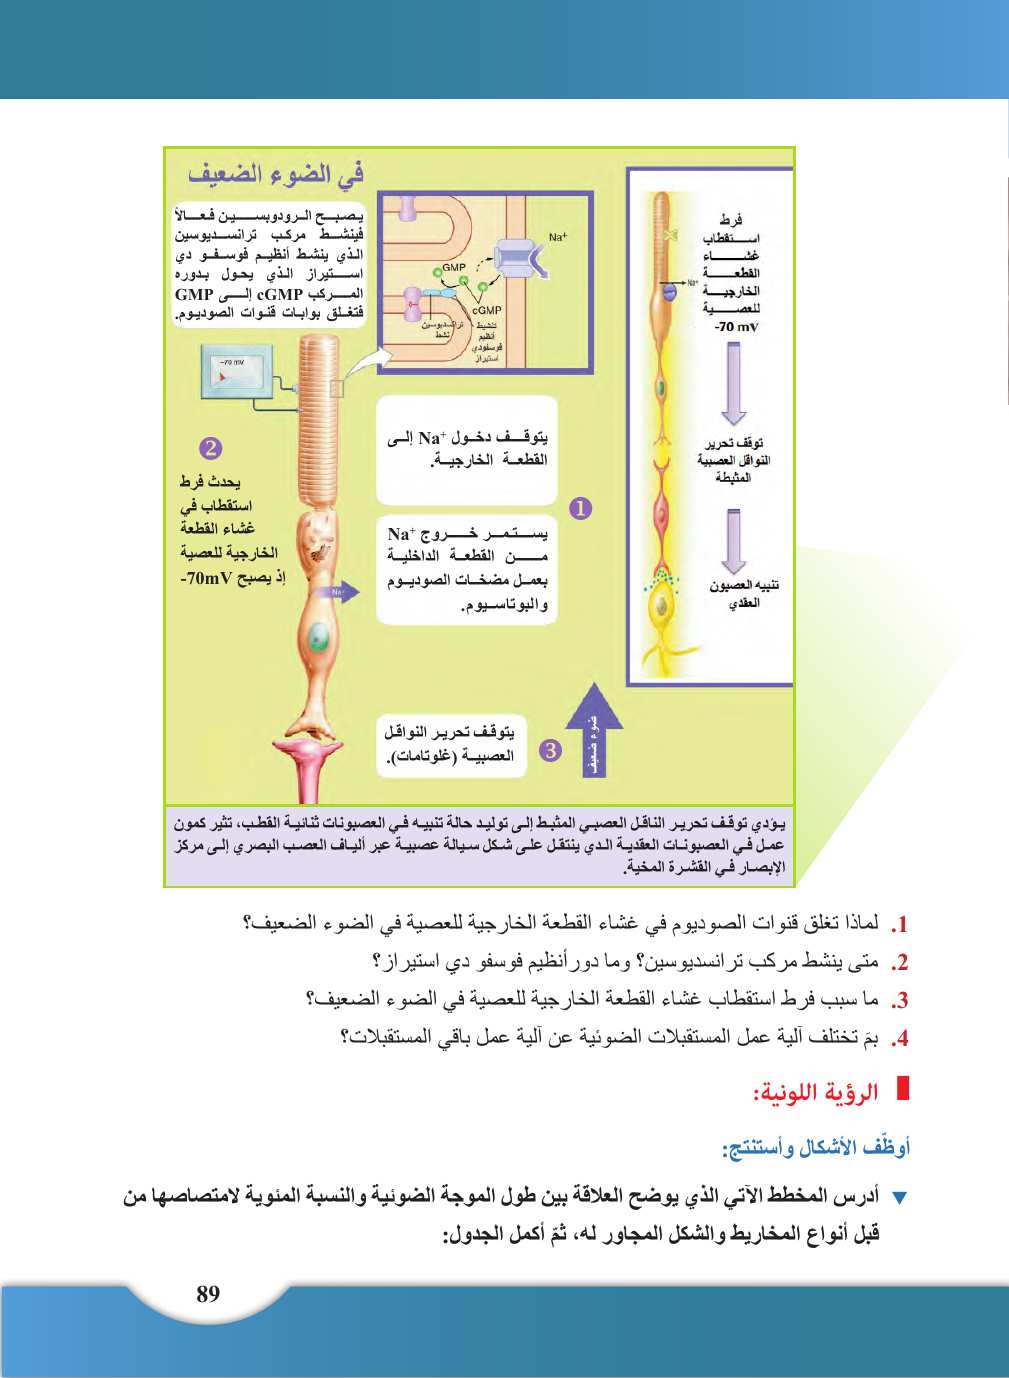 في الضوء الضعيف
يصبح الرودوبسين فعالاً
فينشط مركب ترانسديوسين
الذي ينشط أنظيم فوسفو دي
استيراز الذي يحول بدوره
المركب cGMP إلى GMP
فتغلق بوابات قنوات الصوديوم.
Na+
GMP
cGMP
ترانسديوسين
نشط
تنشيط
أنظيم
فوسفودي
استيراز
فرط
استقطاب
غشاء
القطعة
الخارجية
للعصية
-70 mV
Na+
توقف تحرير
النواقل العصبية
المثبطة
تنبيه العصبون
العقدي
-70 mV
يتوقف دخول Na+ إلى
القطعة الخارجية.
1
يستمر خروج Na+
من القطعة الداخلية
بعمل مضخات الصوديوم
والبوتاسيوم.
2
يحدث فرط
استقطاب في
غشاء القطعة
الخارجية للعصية
إذ يصبح -70mV
Na+
3
يتوقف تحرير النواقل
العصبية (غلوتامات).
ضوء ضعيف
يؤدي توقف تحرير الناقل العصبي المثبط إلى توليد حالة تنبيه في العصبونات ثنائية القطب، تثير كمون
عمل في العصبونات العقدية الذي ينتقل على شكل سيالة عصبية عبر ألياف العصب البصري إلى مركز
الإبصار في القشرة المخية.
1. لماذا تغلق قنوات الصوديوم في غشاء القطعة الخارجية للعصية في الضوء الضعيف؟
2. متى ينشط مركب ترانسديوسين؟ وما دورأنظيم فوسفو دي استيراز؟
3. ما سبب فرط استقطاب غشاء القطعة الخارجية للعصية في الضوء الضعيف؟
4. بمَ تختلف آلية عمل المستقبلات الضوئية عن آلية عمل باقي المستقبلات؟
الرؤية اللونية:
أوظّف الأشكال وأستنتج:
أدرس المخطط الآتي الذي يوضح العلاقة بين طول الموجة الضوئية والنسبة المئوية لامتصاصها من
قبل أنواع المخاريط والشكل المجاور له، ثمّ أكمل الجدول:
89